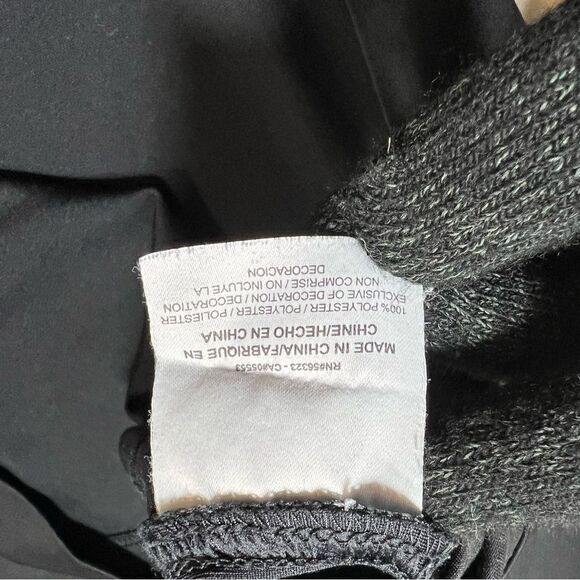 RN#56323 - CA#05553
MADE IN CHINA/FABRIQUE EN
CHINE/HECHO EN CHINA
100% POLYESTER / POLYESTER / POLIESTER
EXCLUSIVE OF DECORATION / DECORATION
NON COMPRISE / NO INCLUYE LA
DECORACION